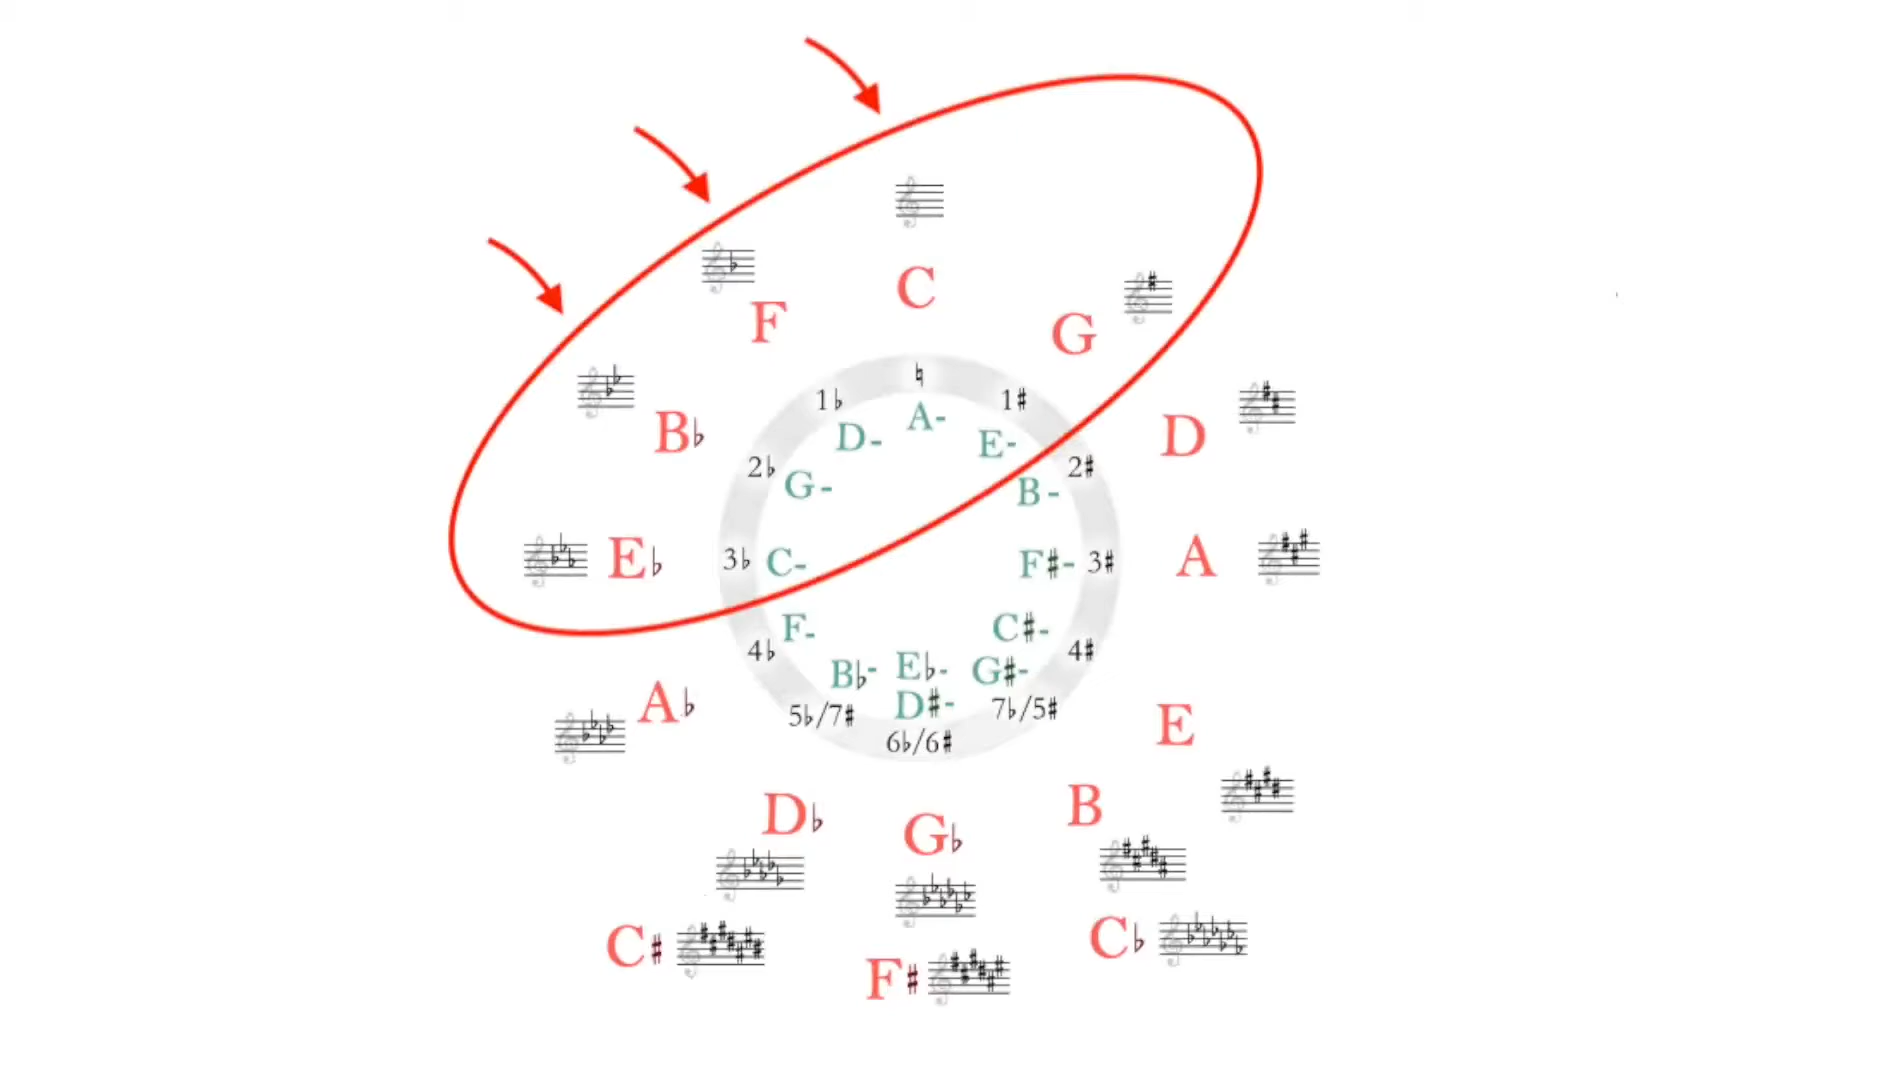 C
F
G
♮
1♭
1♯
A-
D-
E-
B♭
D
2♭
2♯
G-
B-
E♭
3♭
C-
F♯-
3♯
A
F-
C♯-
4♭
4♯
B♭-
E♭-
G♯-
A♭
D♯-
5♭/7♯
7♭/5♯
E
6♭/6♯
D♭
G♭
B
C♯
F♯
C♭